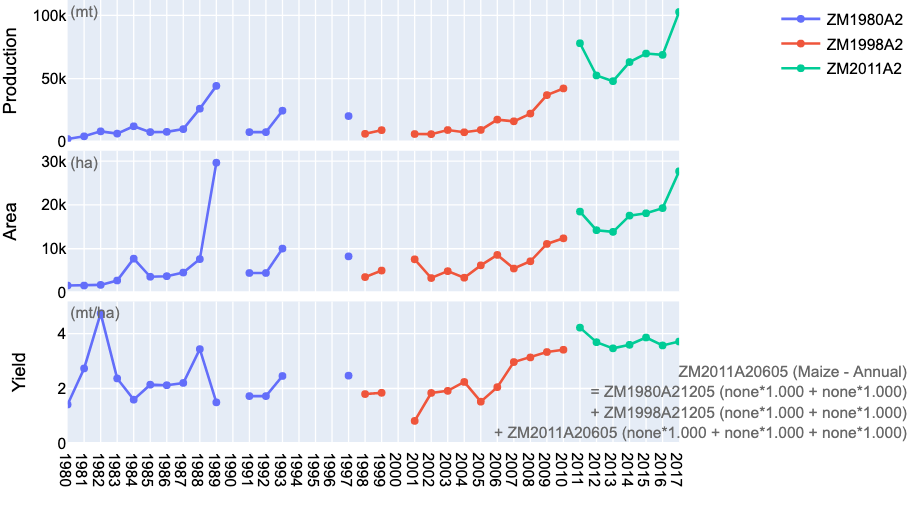 Production
100k
50k
0
(mt)
ZM1980A2
ZM1998A2
ZM2011A2
Area
30k
20k
10k
0
(ha)
Yield
4
2
0
(mt/ha)
ZM2011A20605 (Maize - Annual)
= ZM1980A21205 (none*1.000 + none*1.000)
+ ZM1998A21205 (none*1.000 + none*1.000)
+ ZM2011A20605 (none*1.000 + none*1.000 + none*1.000)
1980
1981
1982
1983
1984
1985
1986
1987
1988
1989
1990
1991
1992
1993
1994
1995
1996
1997
1998
1999
2000
2001
2002
2003
2004
2005
2006
2007
2008
2009
2010
2011
2012
2013
2014
2015
2016
2017